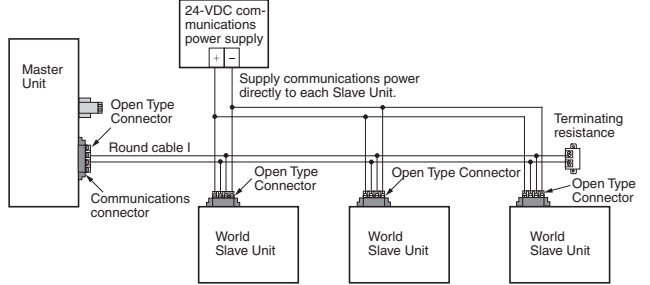 24-VDC com-
munications
power supply
+ −
Supply communications power
directly to each Slave Unit.
Master
Unit
Open Type
Connector
Terminating
resistance
Round cable I
Communications
connector
Open Type
Connector
Open Type Connector
Open Type
Connector
World
Slave Unit
World
Slave Unit
World
Slave Unit